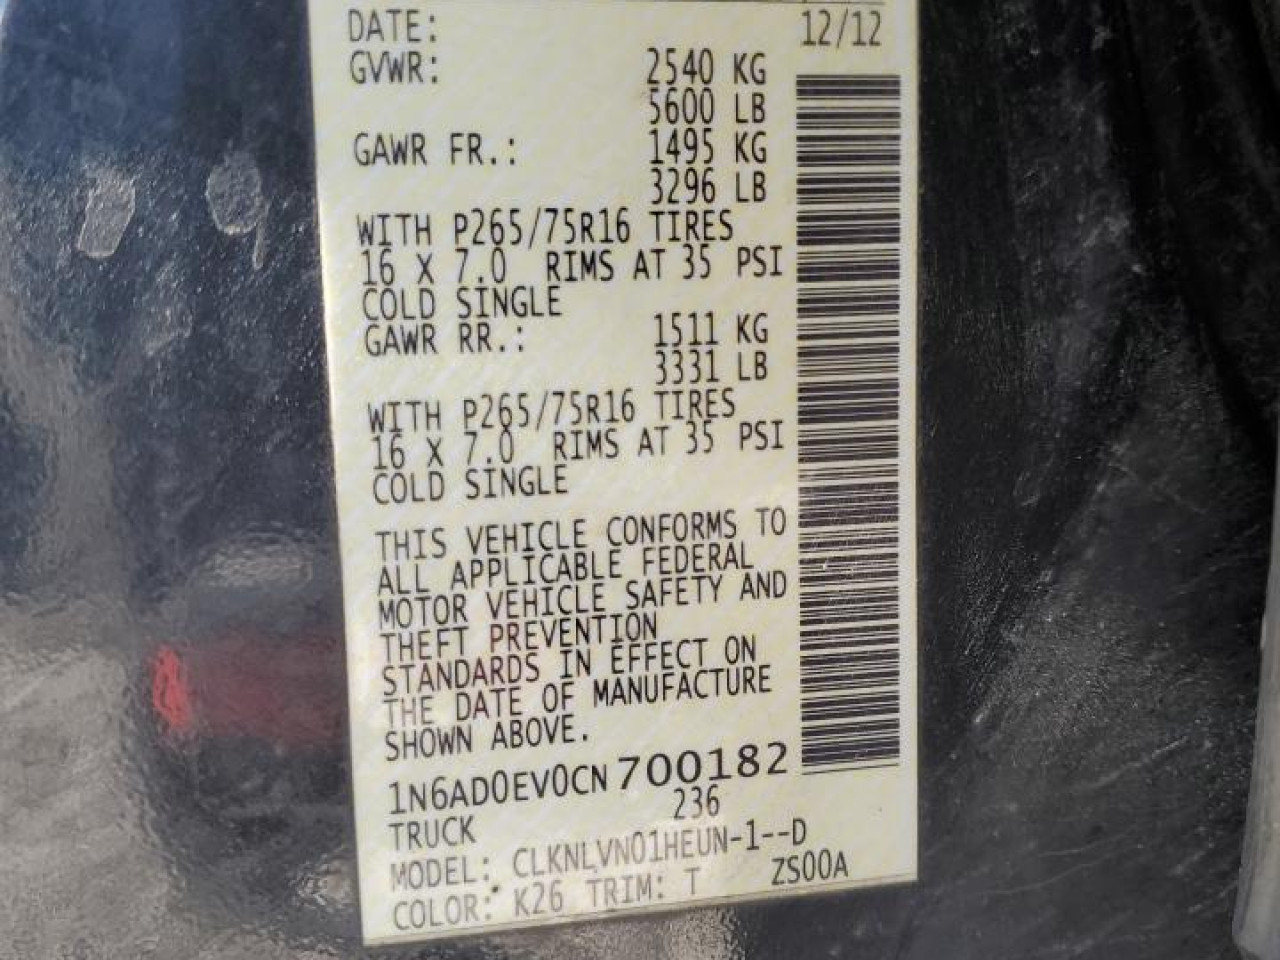 DATE: 12/12
GVWR: 2540 KG
5600 LB
GAWR FR.: 1495 KG
3296 LB
WITH P265/75R16 TIRES
16 X 7.0 RIMS AT 35 PSI
COLD SINGLE
GAWR RR.: 1511 KG
3331 LB
WITH P265/75R16 TIRES
16 X 7.0 RIMS AT 35 PSI
COLD SINGLE
THIS VEHICLE CONFORMS TO
ALL APPLICABLE FEDERAL
MOTOR VEHICLE SAFETY AND
THEFT PREVENTION
STANDARDS IN EFFECT ON
THE DATE OF MANUFACTURE
SHOWN ABOVE.
1N6AD0EV0CN700182
TRUCK 236
MODEL: CLKNLVN01HEUN-1--D
COLOR: K26 TRIM: T ZS00A